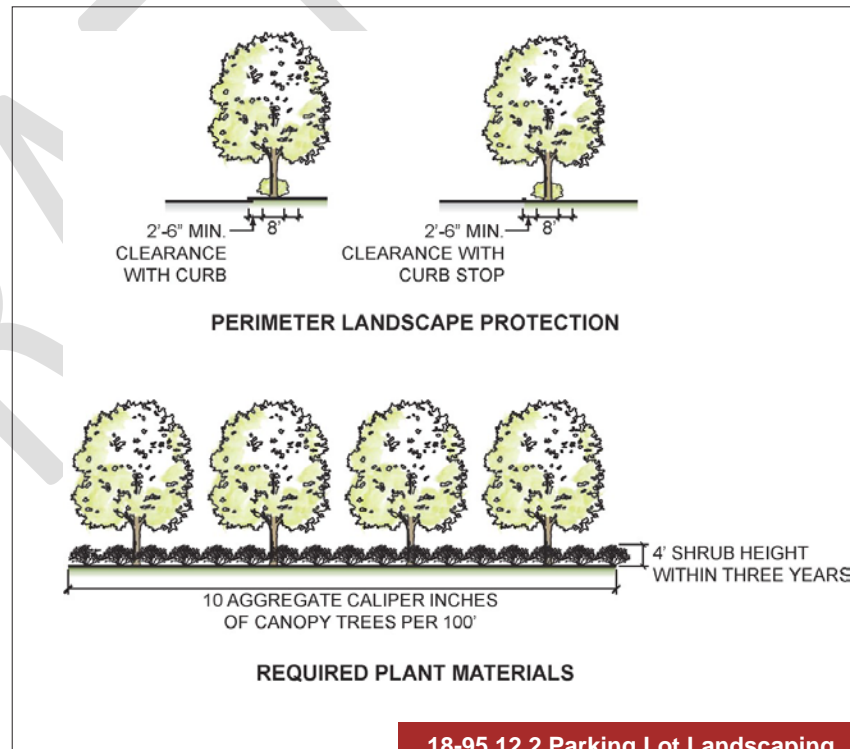 2'-6" MIN.
CLEARANCE
WITH CURB
8'
2'-6" MIN.
CLEARANCE WITH
CURB STOP
8'
PERIMETER LANDSCAPE PROTECTION
4' SHRUB HEIGHT
WITHIN THREE YEARS
10 AGGREGATE CALIPER INCHES
OF CANOPY TREES PER 100'
REQUIRED PLANT MATERIALS
18-95.12.2 Parking Lot Landscaping